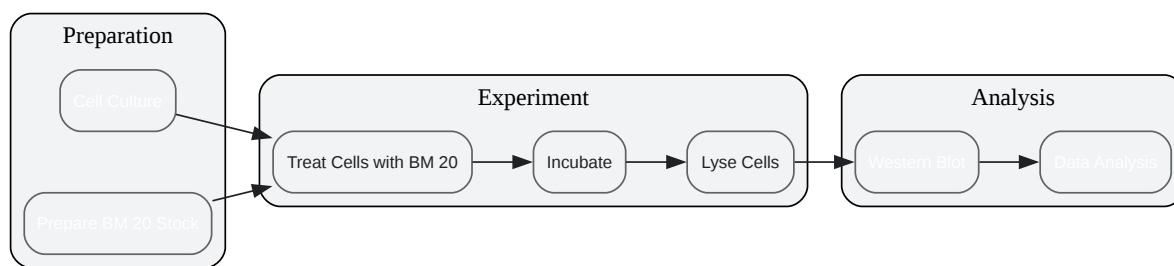 Preparation
Cell Culture
Prepare BM 20 Stock
Experiment
Treat Cells with BM 20
Incubate
Lyse Cells
Analysis
Western Blot
Data Analysis